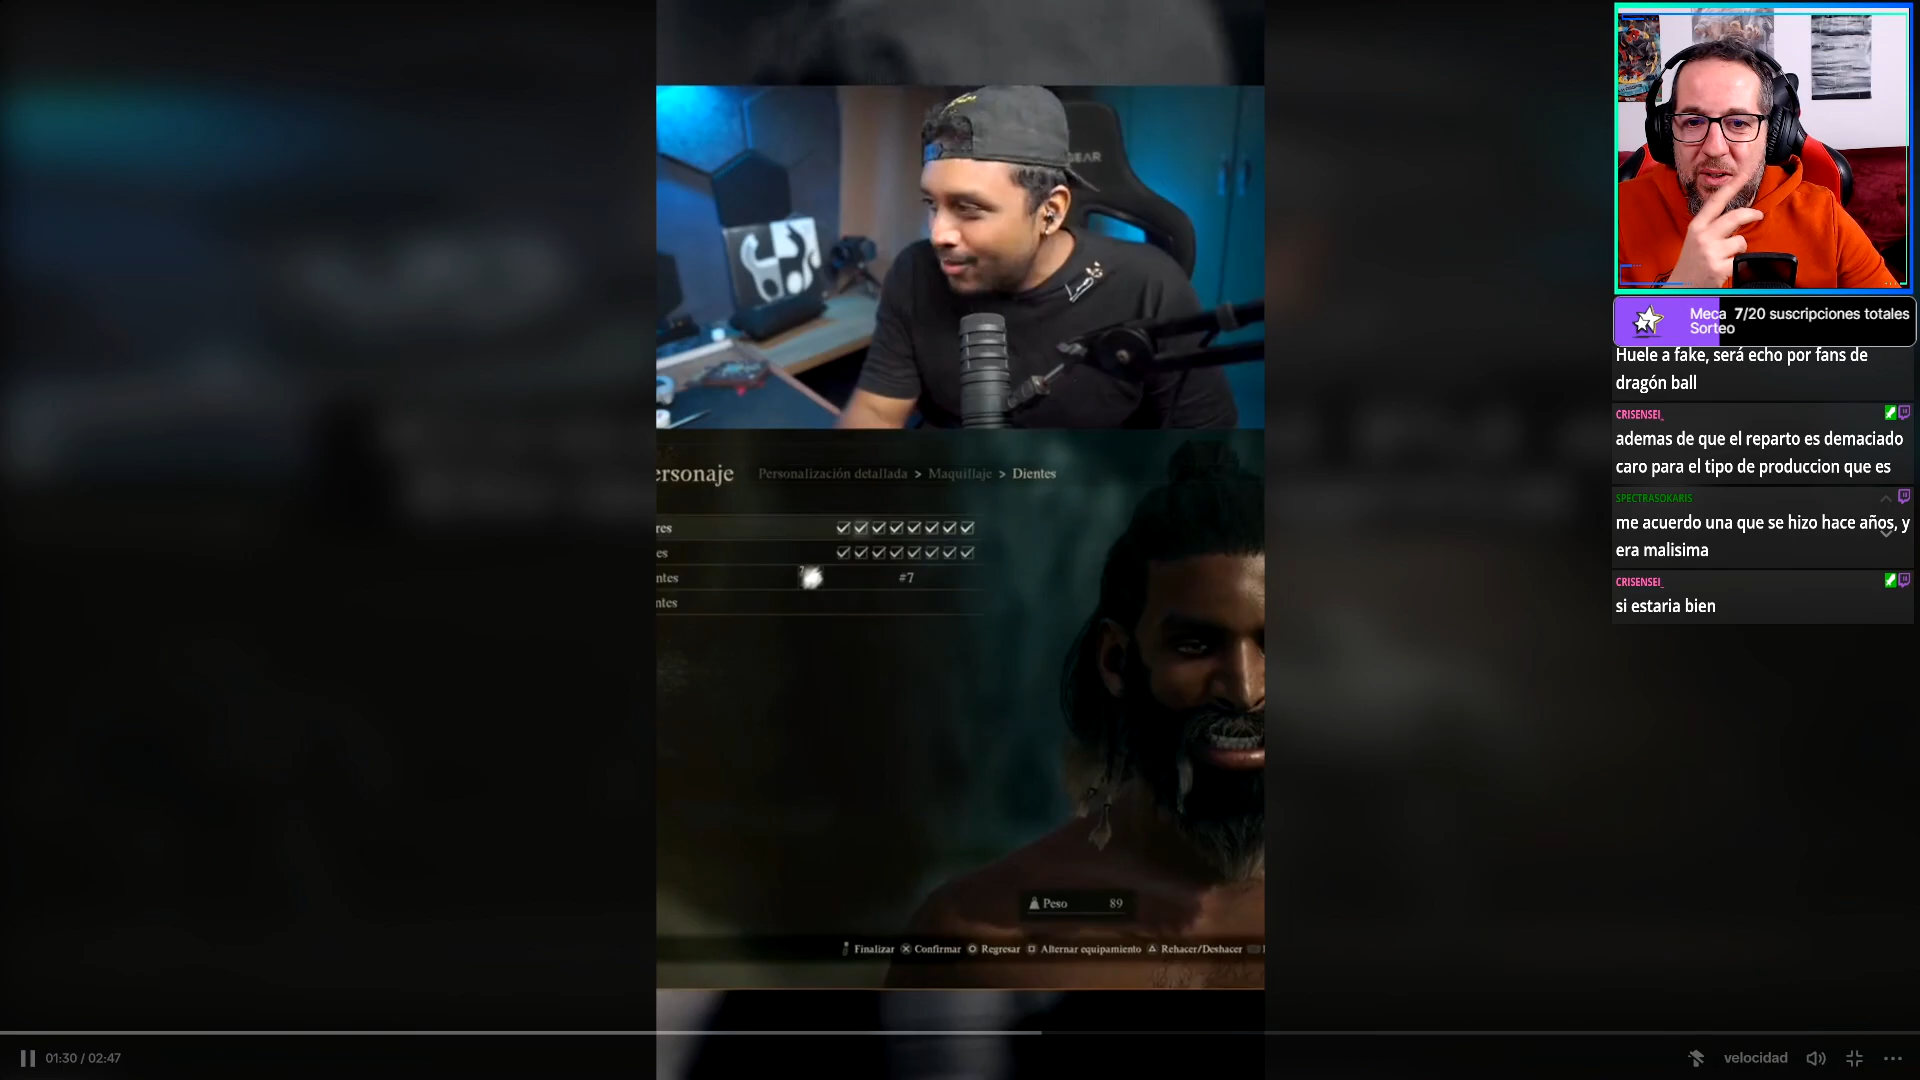 GEAR
ersonaje
Personalización detallada > Maquillaje > Dientes
res
es
ntes
7
#7
ntes
Peso 89
Finalizar Confirmar Regresar Alternar equipamiento Rehacer/Deshacer
01:30 / 02:47
velocidad
Meca 7/20 suscripciones totales
Sorteo
Huele a fake, será echo por fans de
dragón ball
CRISENSEI_
ademas de que el reparto es demaciado
caro para el tipo de produccion que es
SPECTRASOKARIS
me acuerdo una que se hizo hace años, y
era malisima
CRISENSEI_
si estaria bien